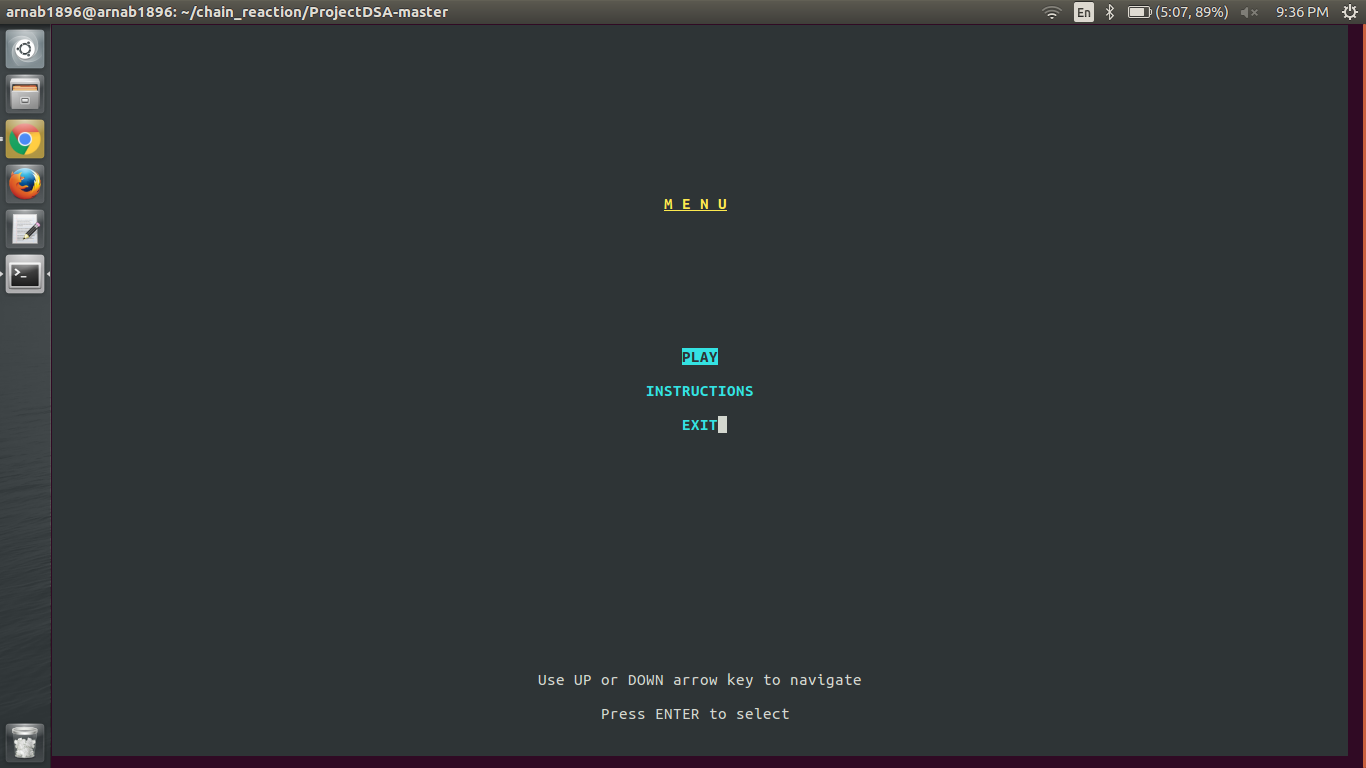 arnab1896@arnab1896: ~/chain_reaction/ProjectDSA-master
En (5:07, 89%) 9:36 PM
M E N U
PLAY
INSTRUCTIONS
EXIT
Use UP or DOWN arrow key to navigate
Press ENTER to select